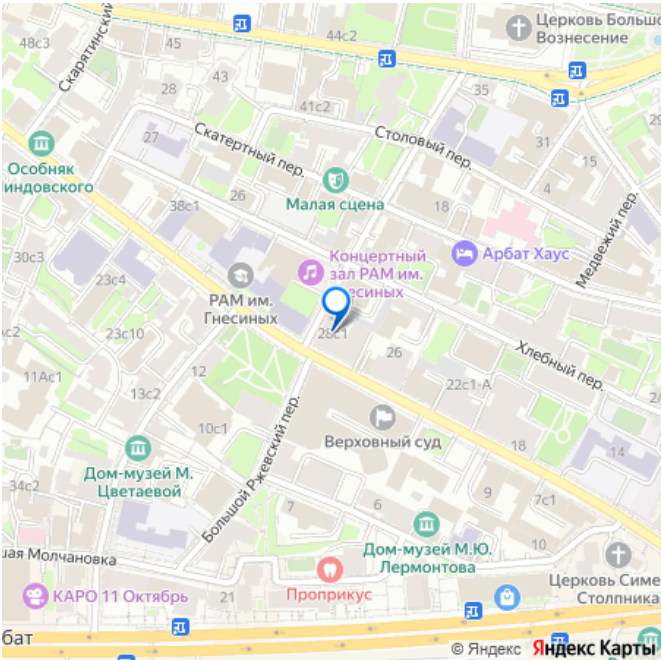 Церковь Большо
Вознесение
48с3
Скарятинский
45
43
44с2
28
41с2
35
27
Скатертный пер.
Столовый пер.
31
15
Особняк
Миндовского
26
Малая сцена
4
18
38с1
Медвежий пер.
30с3
23с4
Концертный
зал РАМ им.
Гнесиных
Арбат Хаус
РАМ им.
Гнесиных
23с10
28с1
26
Хлебный пер.
11Ас1
12
13с2
22с1-А
10с1
Верховный суд
18
Большой Ржевский пер.
14
Дом-музей М.
Цветаевой
34с2
7
6
9
7с1
10
Дом-музей М.Ю.
Лермонтова
шая Молчановка
Проприкус
Церковь Симе
Столпника
КАРО 11 Октябрь
21
бат
© Яндекс Яндекс Карты